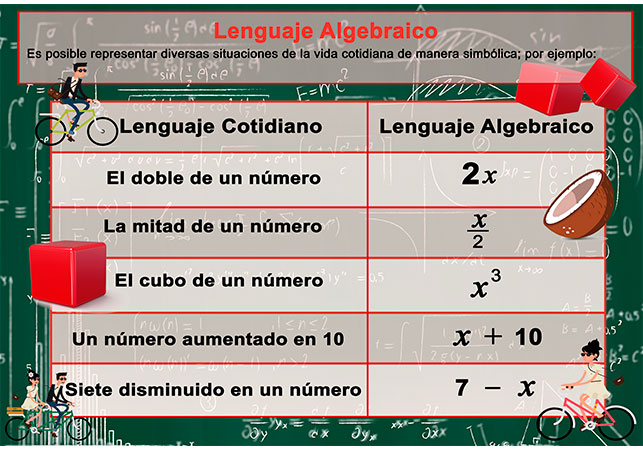 Lenguaje Algebraico
Es posible representar diversas situaciones de la vida cotidiana de manera simbólica; por ejemplo:
E=mc²
Lenguaje Cotidiano
Lenguaje Algebraico
El doble de un número
2x
La mitad de un número
x/2
El cubo de un número
x³
Un número aumentado en 10
x + 10
Siete disminuido en un número
7 − x